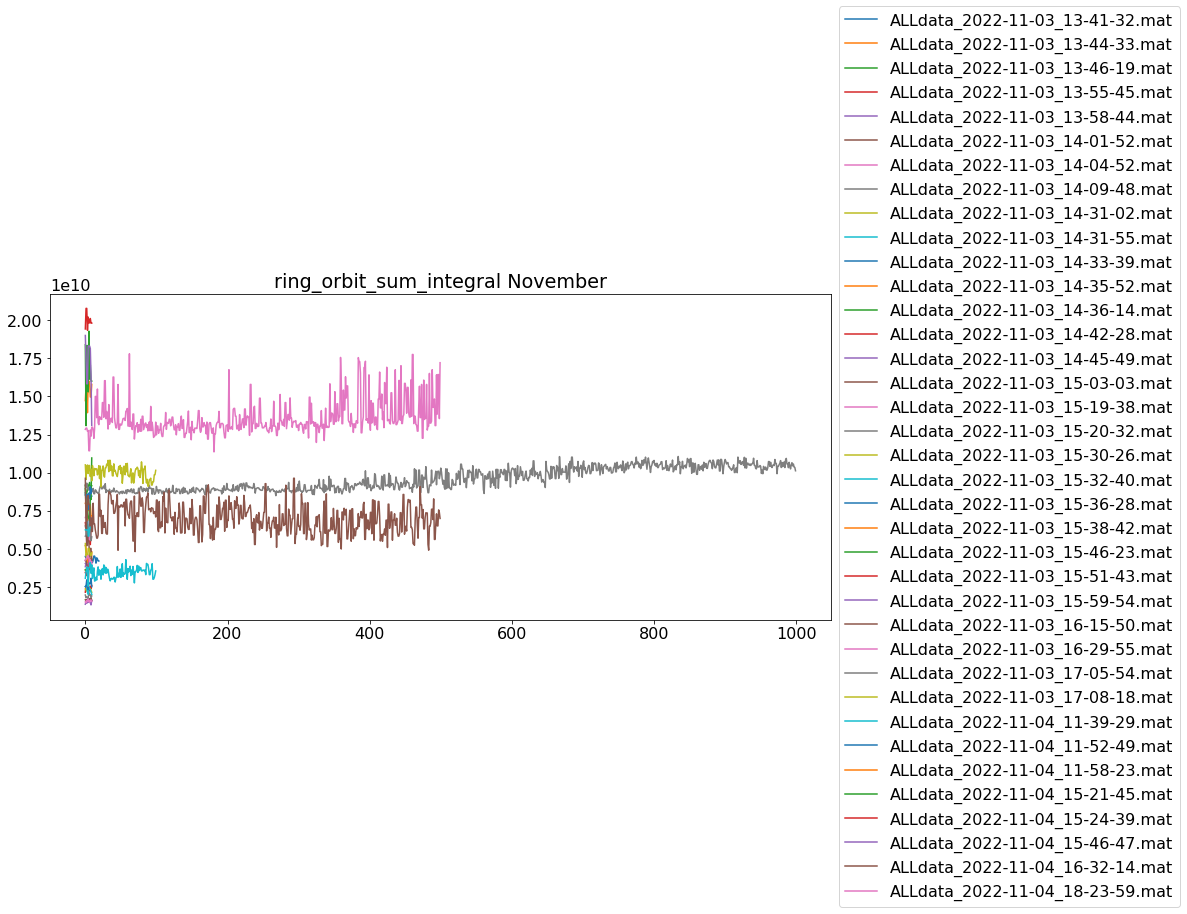 ring_orbit_sum_integral November
1e10
2.00
1.75
1.50
1.25
1.00
0.75
0.50
0.25
0
200
400
600
800
1000
ALLdata_2022-11-03_13-41-32.mat
ALLdata_2022-11-03_13-44-33.mat
ALLdata_2022-11-03_13-46-19.mat
ALLdata_2022-11-03_13-55-45.mat
ALLdata_2022-11-03_13-58-44.mat
ALLdata_2022-11-03_14-01-52.mat
ALLdata_2022-11-03_14-04-52.mat
ALLdata_2022-11-03_14-09-48.mat
ALLdata_2022-11-03_14-31-02.mat
ALLdata_2022-11-03_14-31-55.mat
ALLdata_2022-11-03_14-33-39.mat
ALLdata_2022-11-03_14-35-52.mat
ALLdata_2022-11-03_14-36-14.mat
ALLdata_2022-11-03_14-42-28.mat
ALLdata_2022-11-03_14-45-49.mat
ALLdata_2022-11-03_15-03-03.mat
ALLdata_2022-11-03_15-19-38.mat
ALLdata_2022-11-03_15-20-32.mat
ALLdata_2022-11-03_15-30-26.mat
ALLdata_2022-11-03_15-32-40.mat
ALLdata_2022-11-03_15-36-28.mat
ALLdata_2022-11-03_15-38-42.mat
ALLdata_2022-11-03_15-46-23.mat
ALLdata_2022-11-03_15-51-43.mat
ALLdata_2022-11-03_15-59-54.mat
ALLdata_2022-11-03_16-15-50.mat
ALLdata_2022-11-03_16-29-55.mat
ALLdata_2022-11-03_17-05-54.mat
ALLdata_2022-11-03_17-08-18.mat
ALLdata_2022-11-04_11-39-29.mat
ALLdata_2022-11-04_11-52-49.mat
ALLdata_2022-11-04_11-58-23.mat
ALLdata_2022-11-04_15-21-45.mat
ALLdata_2022-11-04_15-24-39.mat
ALLdata_2022-11-04_15-46-47.mat
ALLdata_2022-11-04_16-32-14.mat
ALLdata_2022-11-04_18-23-59.mat